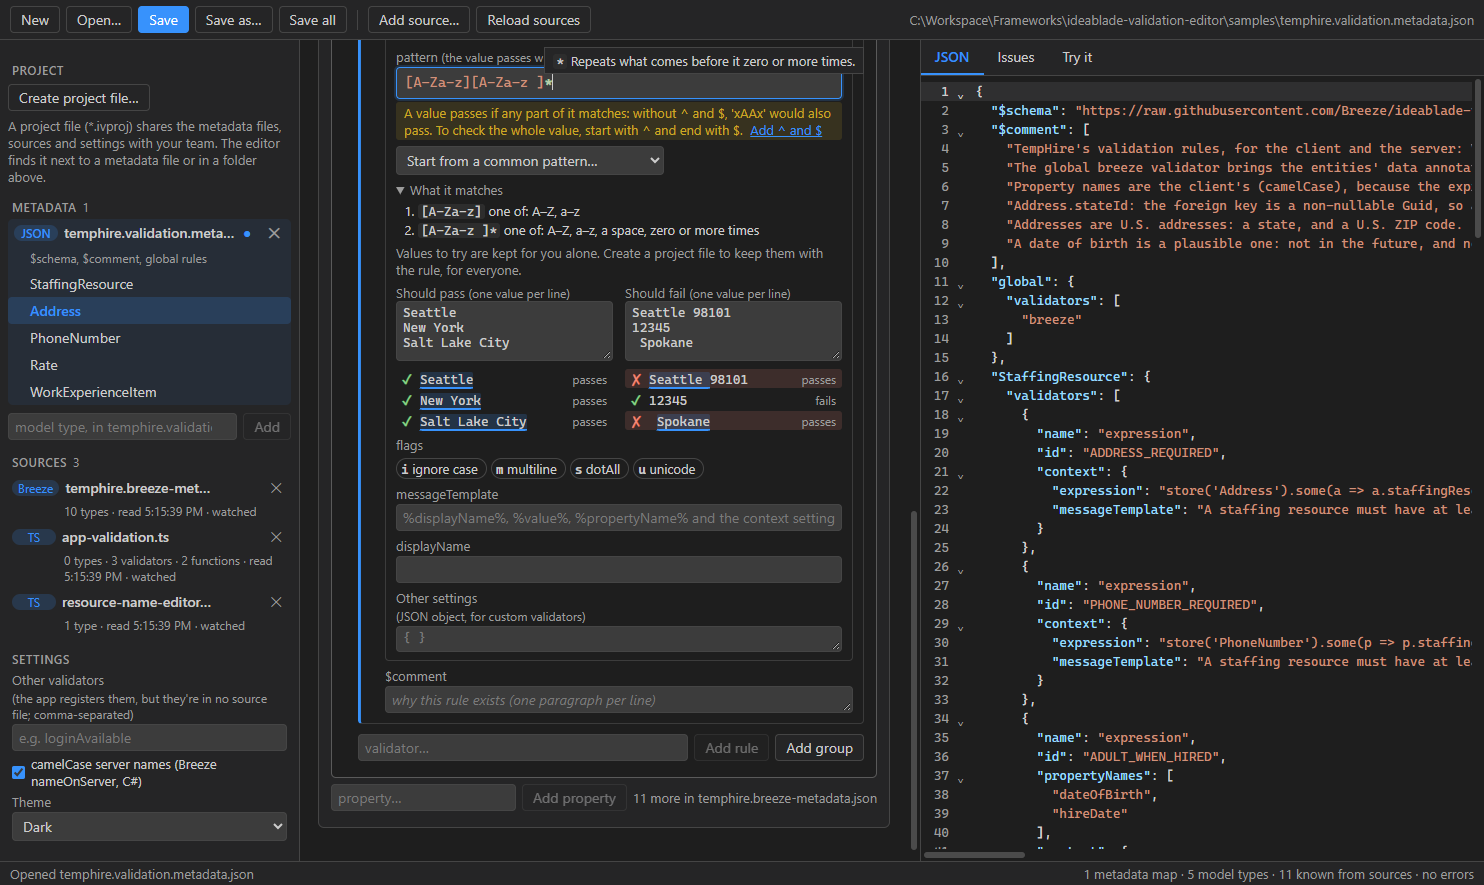 New Open... Save Save as... Save all Add source... Reload sources C:\Workspace\Frameworks\ideablade-validation-editor\samples\temphire.validation.metadata.json
PROJECT
Create project file...
A project file (*.ivproj) shares the metadata files,
sources and settings with your team. The editor
finds it next to a metadata file or in a folder
above.
METADATA 1
JSON temphire.validation.meta... ● ✕
$schema, $comment, global rules
StaffingResource
Address
PhoneNumber
Rate
WorkExperienceItem
model type, in temphire.validati Add
SOURCES 3
Breeze temphire.breeze-met... ✕
10 types · read 5:15:39 PM · watched
TS app-validation.ts ✕
0 types · 3 validators · 2 functions · read
5:15:39 PM · watched
TS resource-name-editor... ✕
1 type · read 5:15:39 PM · watched
SETTINGS
Other validators
(the app registers them, but they're in no source
file; comma-separated)
e.g. loginAvailable
camelCase server names (Breeze
nameOnServer, C#)
Theme
Dark
pattern (the value passes w
* Repeats what comes before it zero or more times.
[A-Za-z][A-Za-z ]*
A value passes if any part of it matches: without ^ and $, 'xAAx' would also
pass. To check the whole value, start with ^ and end with $. Add ^ and $
Start from a common pattern...
▼ What it matches
1. [A-Za-z] one of: A–Z, a–z
2. [A-Za-z ]* one of: A–Z, a–z, a space, zero or more times
Values to try are kept for you alone. Create a project file to keep them with
the rule, for everyone.
Should pass (one value per line) Should fail (one value per line)
Seattle
New York
Salt Lake City
Seattle 98101
12345
Spokane
✓ Seattle passes ✗ Seattle 98101 passes
✓ New York passes ✓ 12345 fails
✓ Salt Lake City passes ✗ Spokane passes
flags
i ignore case m multiline s dotAll u unicode
messageTemplate
%displayName%, %value%, %propertyName% and the context setting
displayName
Other settings
(JSON object, for custom validators)
{ }
$comment
why this rule exists (one paragraph per line)
validator... Add rule Add group
property... Add property 11 more in temphire.breeze-metadata.json
JSON Issues Try it
1 {
2 "$schema": "https://raw.githubusercontent.com/Breeze/ideablade-
3 "$comment": [
4 "TempHire's validation rules, for the client and the server:
5 "The global breeze validator brings the entities' data annota
6 "Property names are the client's (camelCase), because the exp
7 "Address.stateId: the foreign key is a non-nullable Guid, so
8 "Addresses are U.S. addresses: a state, and a U.S. ZIP code.
9 "A date of birth is a plausible one: not in the future, and n
10 ],
11 "global": {
12 "validators": [
13 "breeze"
14 ]
15 },
16 "StaffingResource": {
17 "validators": [
18 {
19 "name": "expression",
20 "id": "ADDRESS_REQUIRED",
21 "context": {
22 "expression": "store('Address').some(a => a.staffingRes
23 "messageTemplate": "A staffing resource must have at le
24 }
25 },
26 {
27 "name": "expression",
28 "id": "PHONE_NUMBER_REQUIRED",
29 "context": {
30 "expression": "store('PhoneNumber').some(p => p.staffin
31 "messageTemplate": "A staffing resource must have at le
32 }
33 },
34 {
35 "name": "expression",
36 "id": "ADULT_WHEN_HIRED",
37 "propertyNames": [
38 "dateOfBirth",
39 "hireDate"
40 ],
Opened temphire.validation.metadata.json
1 metadata map · 5 model types · 11 known from sources · no errors